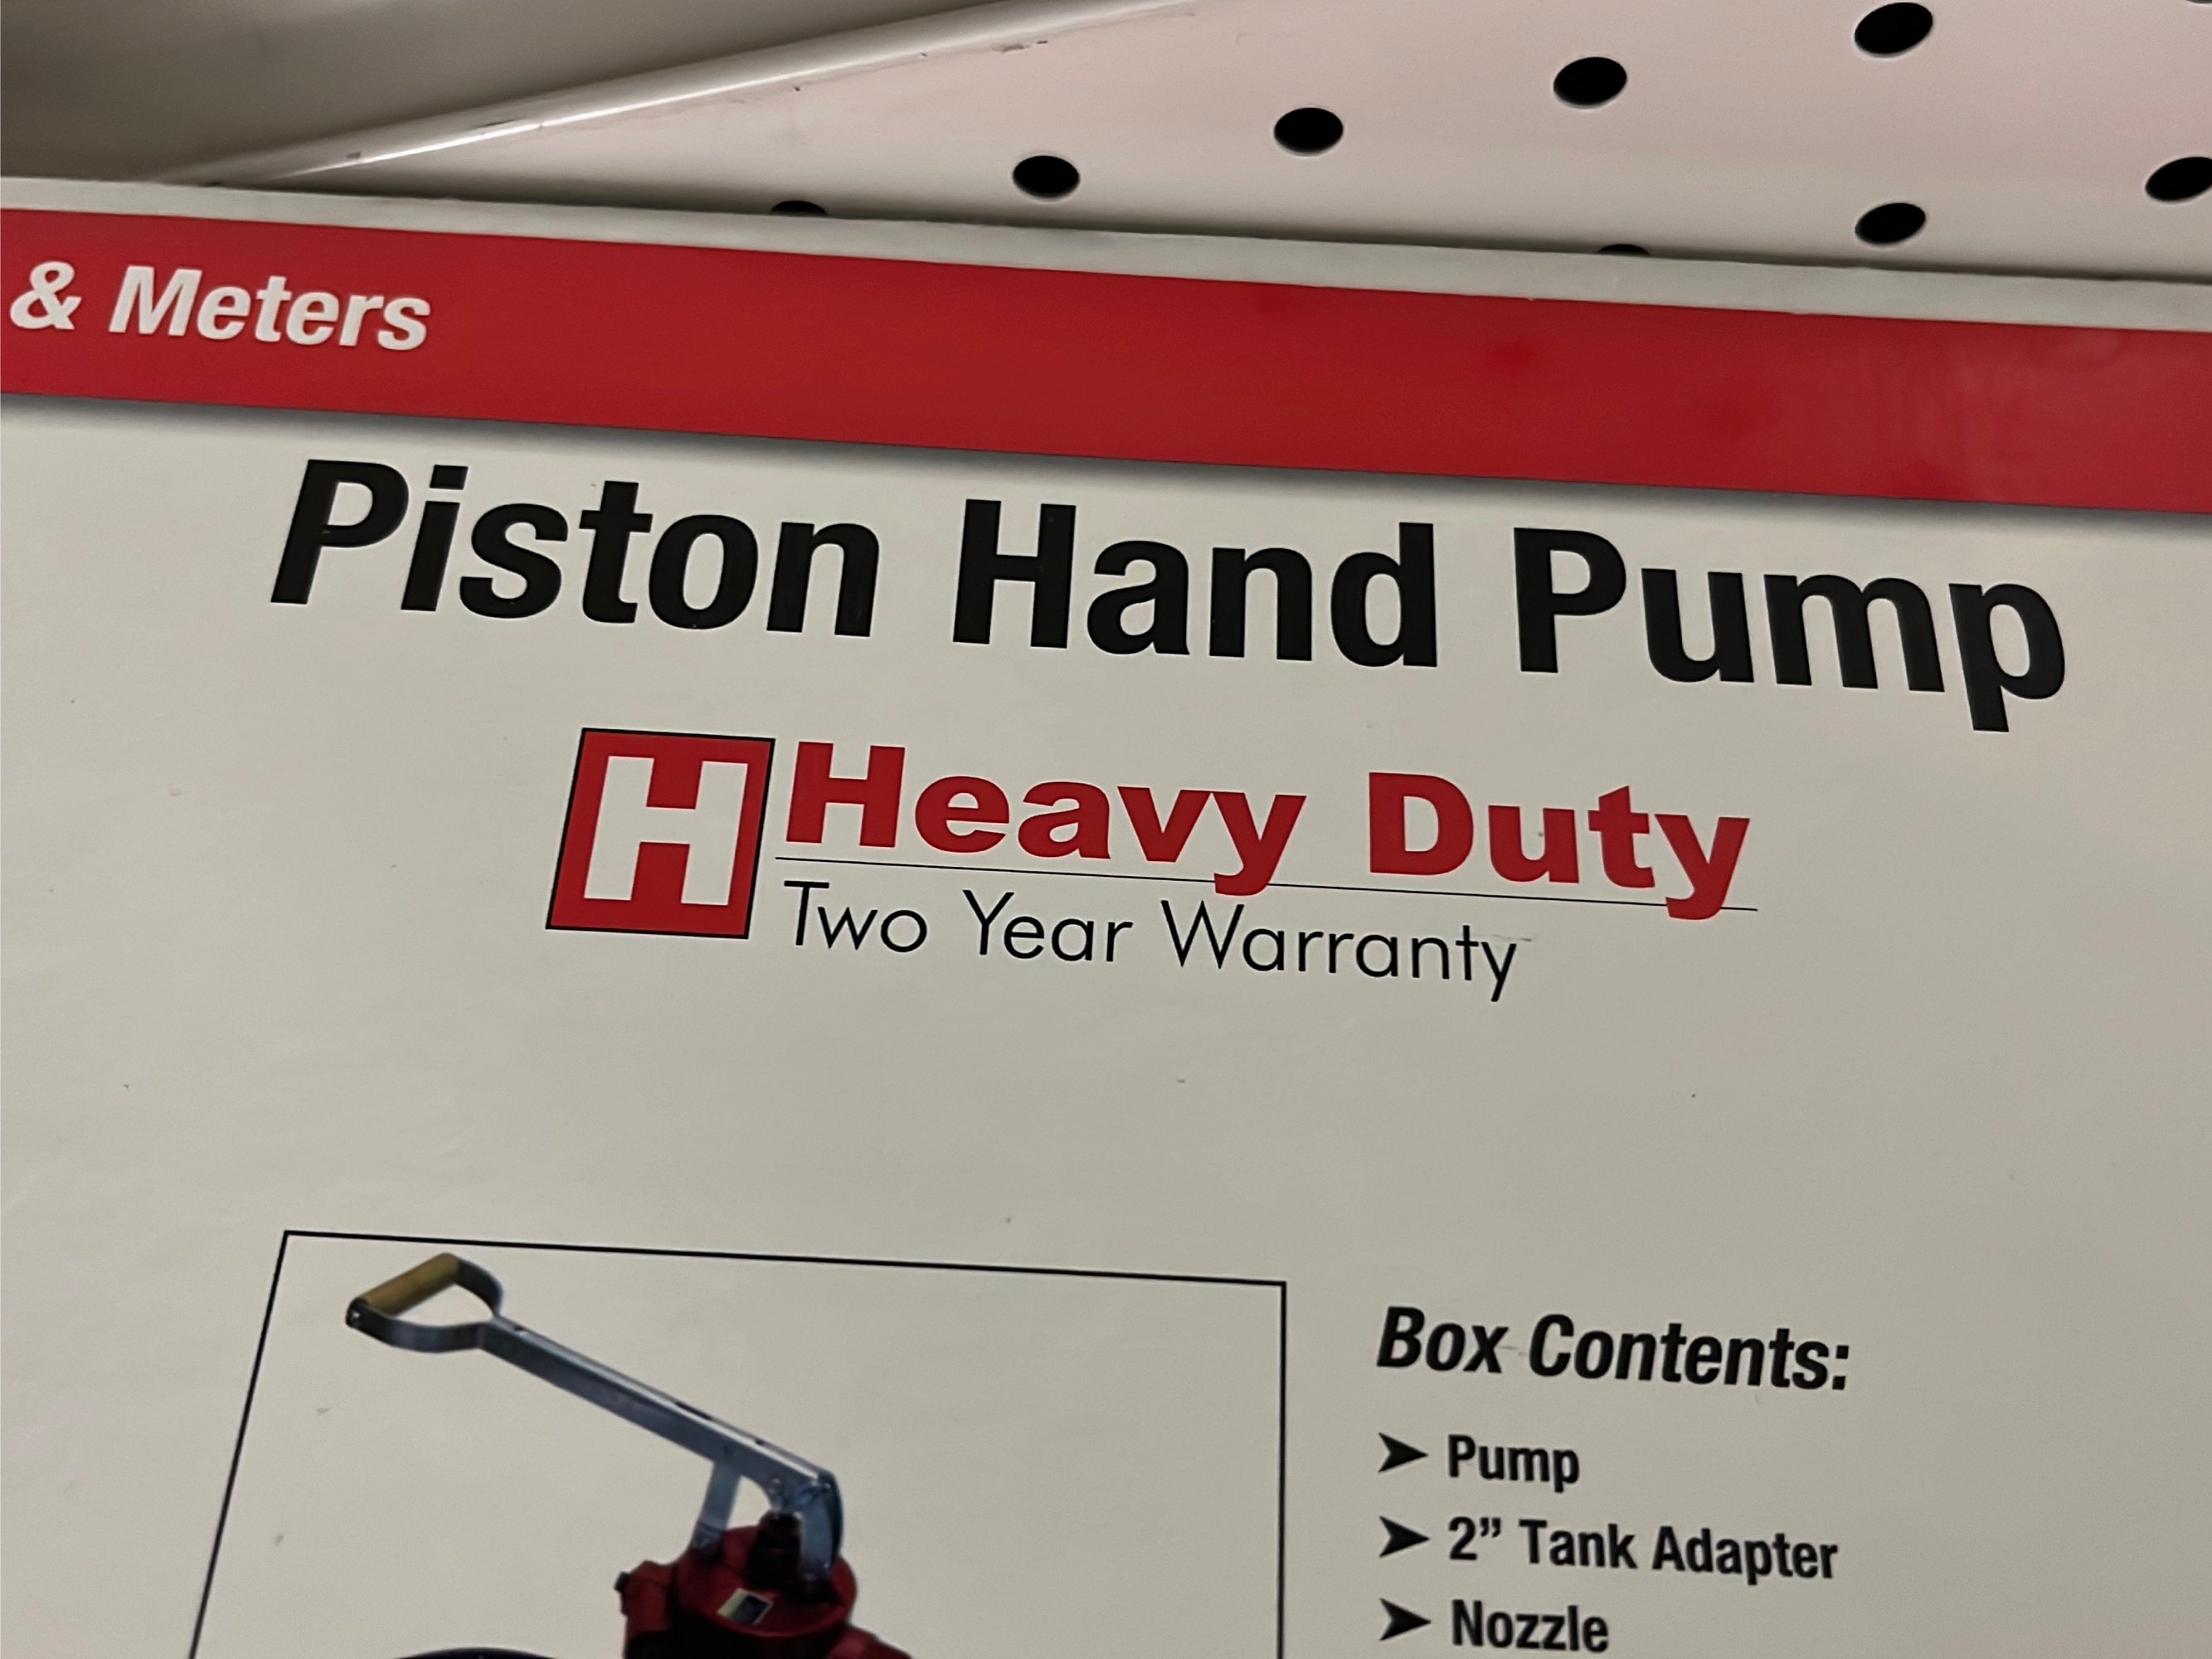 & Meters
Piston Hand Pump
H Heavy Duty
Two Year Warranty
Box Contents:
➤ Pump
➤ 2” Tank Adapter
➤ Nozzle